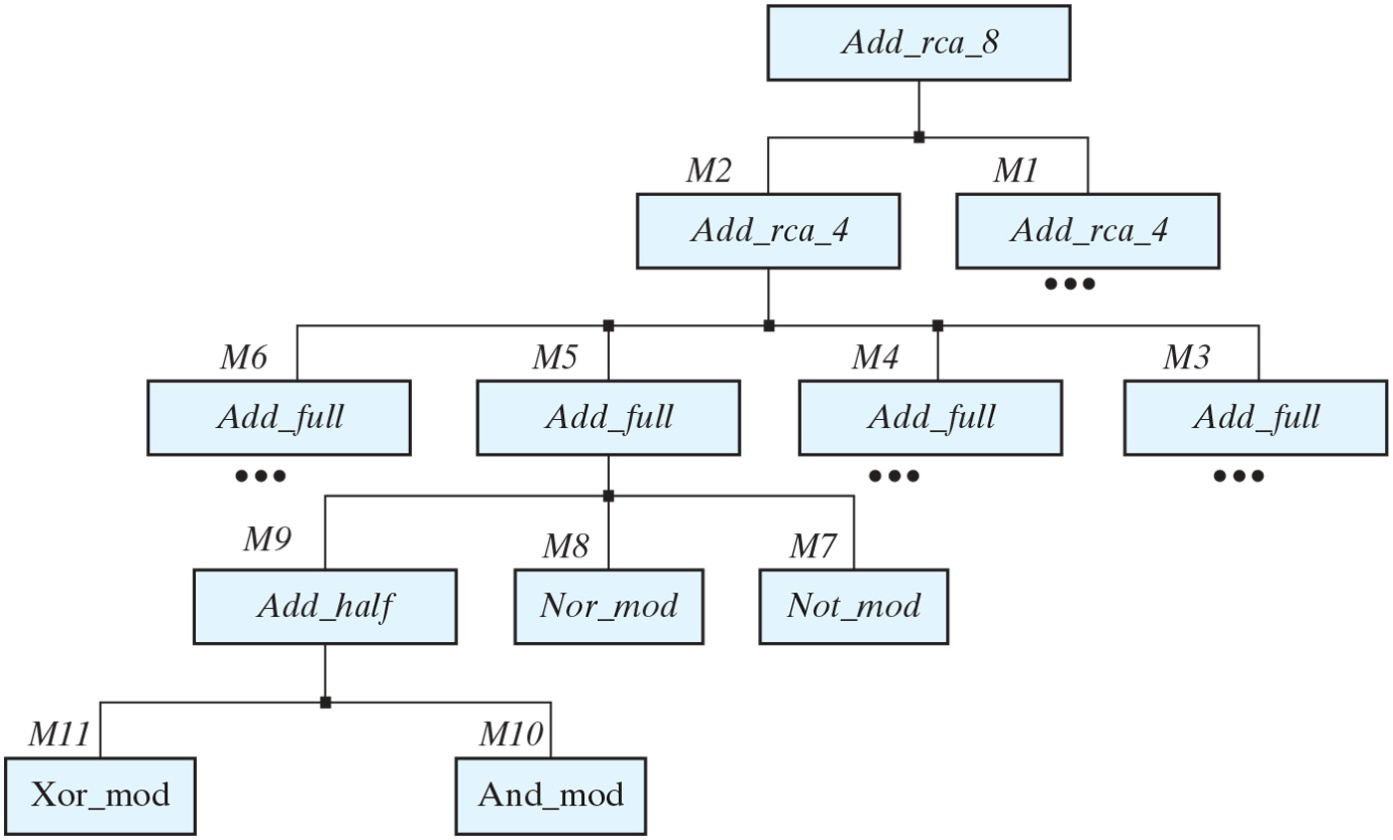 Add_rca_8
M2 M1
Add_rca_4 Add_rca_4
•••
M6 M5 M4 M3
Add_full Add_full Add_full Add_full
••• ••• •••
M9 M8 M7
Add_half Nor_mod Not_mod
M11 M10
Xor_mod And_mod